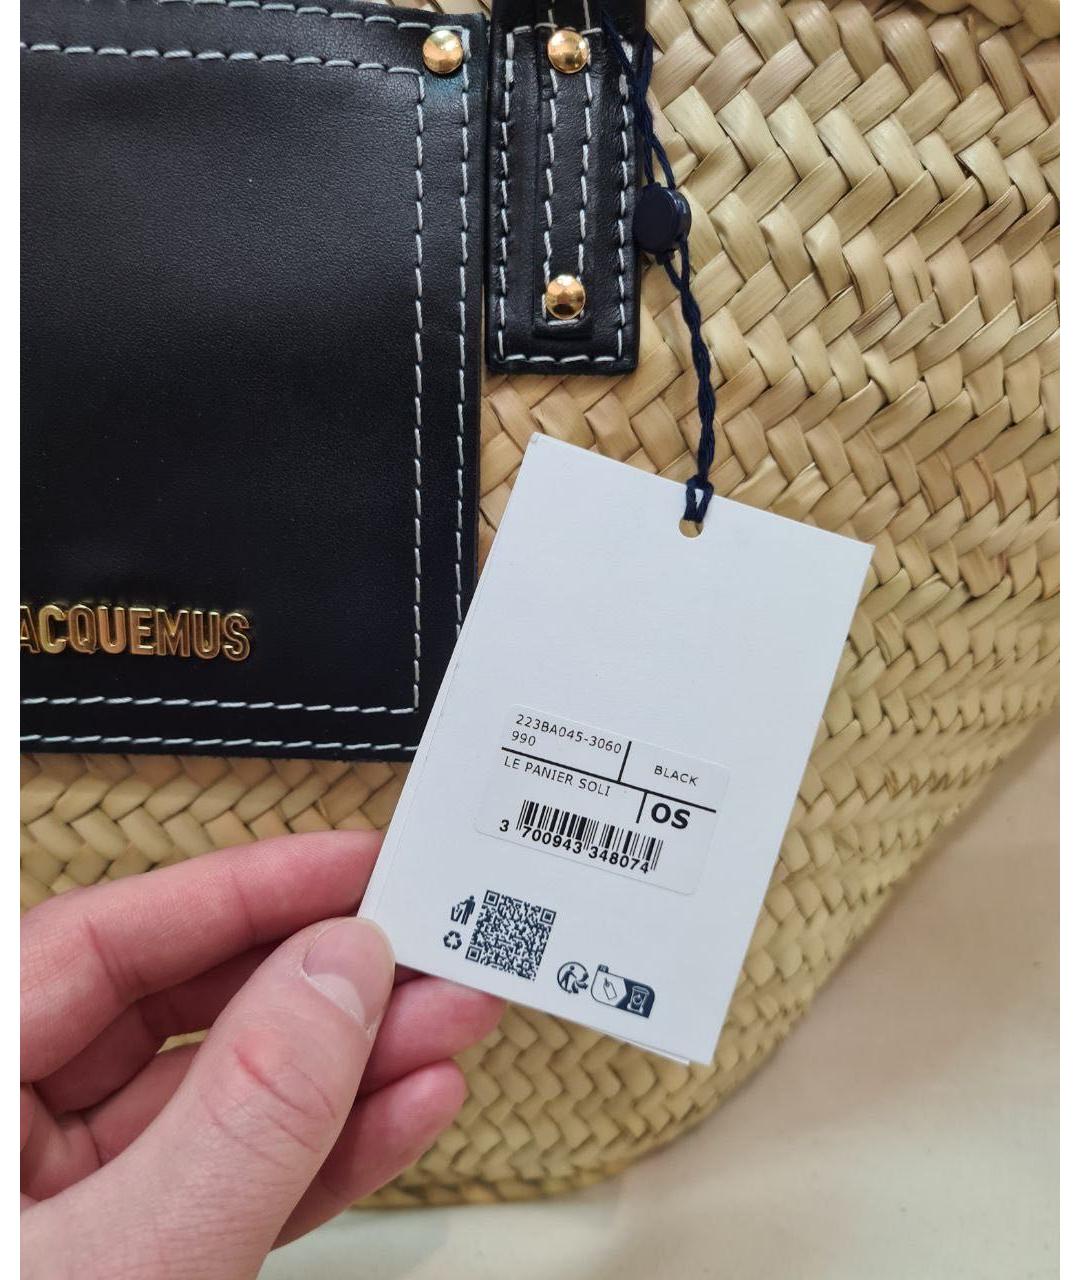 ACQUEMUS
223BA045-3060
990
BLACK
LE PANIER SOLI
OS
3 700943 348074